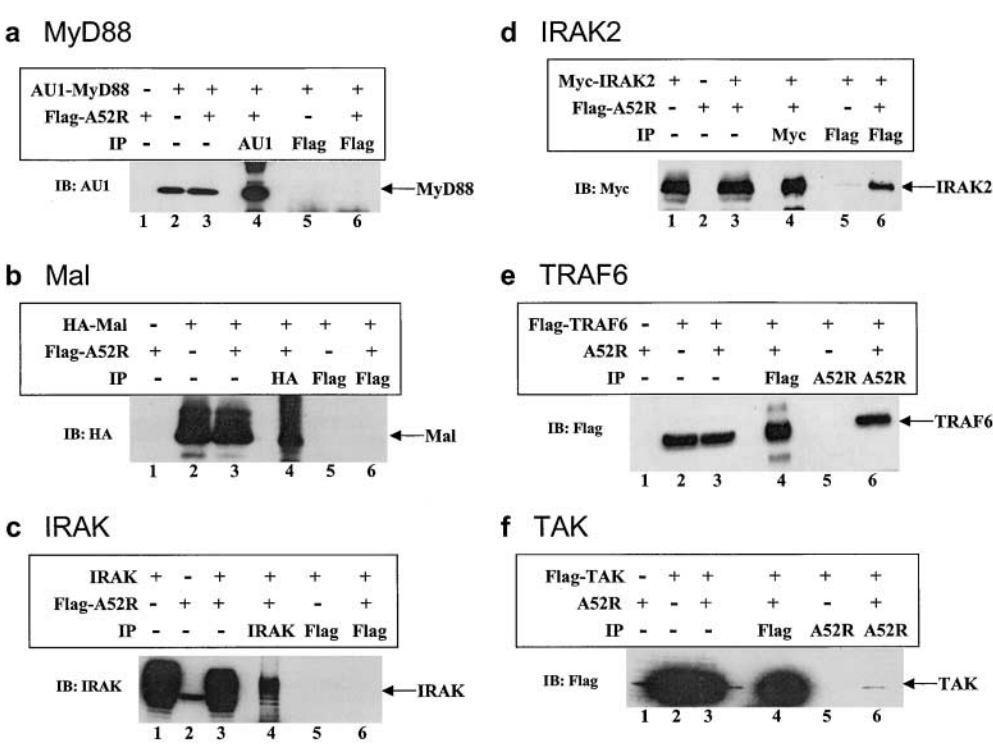 a MyD88
AU1-MyD88 - + + + + +
Flag-A52R + - + + - +
IP - - - AU1 Flag Flag
IB: AU1
MyD88
1 2 3 4 5 6
b Mal
HA-Mal - + + + + +
Flag-A52R + - + + - +
IP - - - HA Flag Flag
IB: HA
Mal
1 2 3 4 5 6
c IRAK
IRAK + - + + + +
Flag-A52R - + + + - +
IP - - - IRAK Flag Flag
IB: IRAK
IRAK
1 2 3 4 5 6
d IRAK2
Myc-IRAK2 + - + + + +
Flag-A52R - + + + - +
IP - - - Myc Flag Flag
IB: Myc
IRAK2
1 2 3 4 5 6
e TRAF6
Flag-TRAF6 - + + + + +
A52R + - + + - +
IP - - - Flag A52R A52R
IB: Flag
TRAF6
1 2 3 4 5 6
f TAK
Flag-TAK - + + + + +
A52R + - + + - +
IP - - - Flag A52R A52R
IB: Flag
TAK
1 2 3 4 5 6